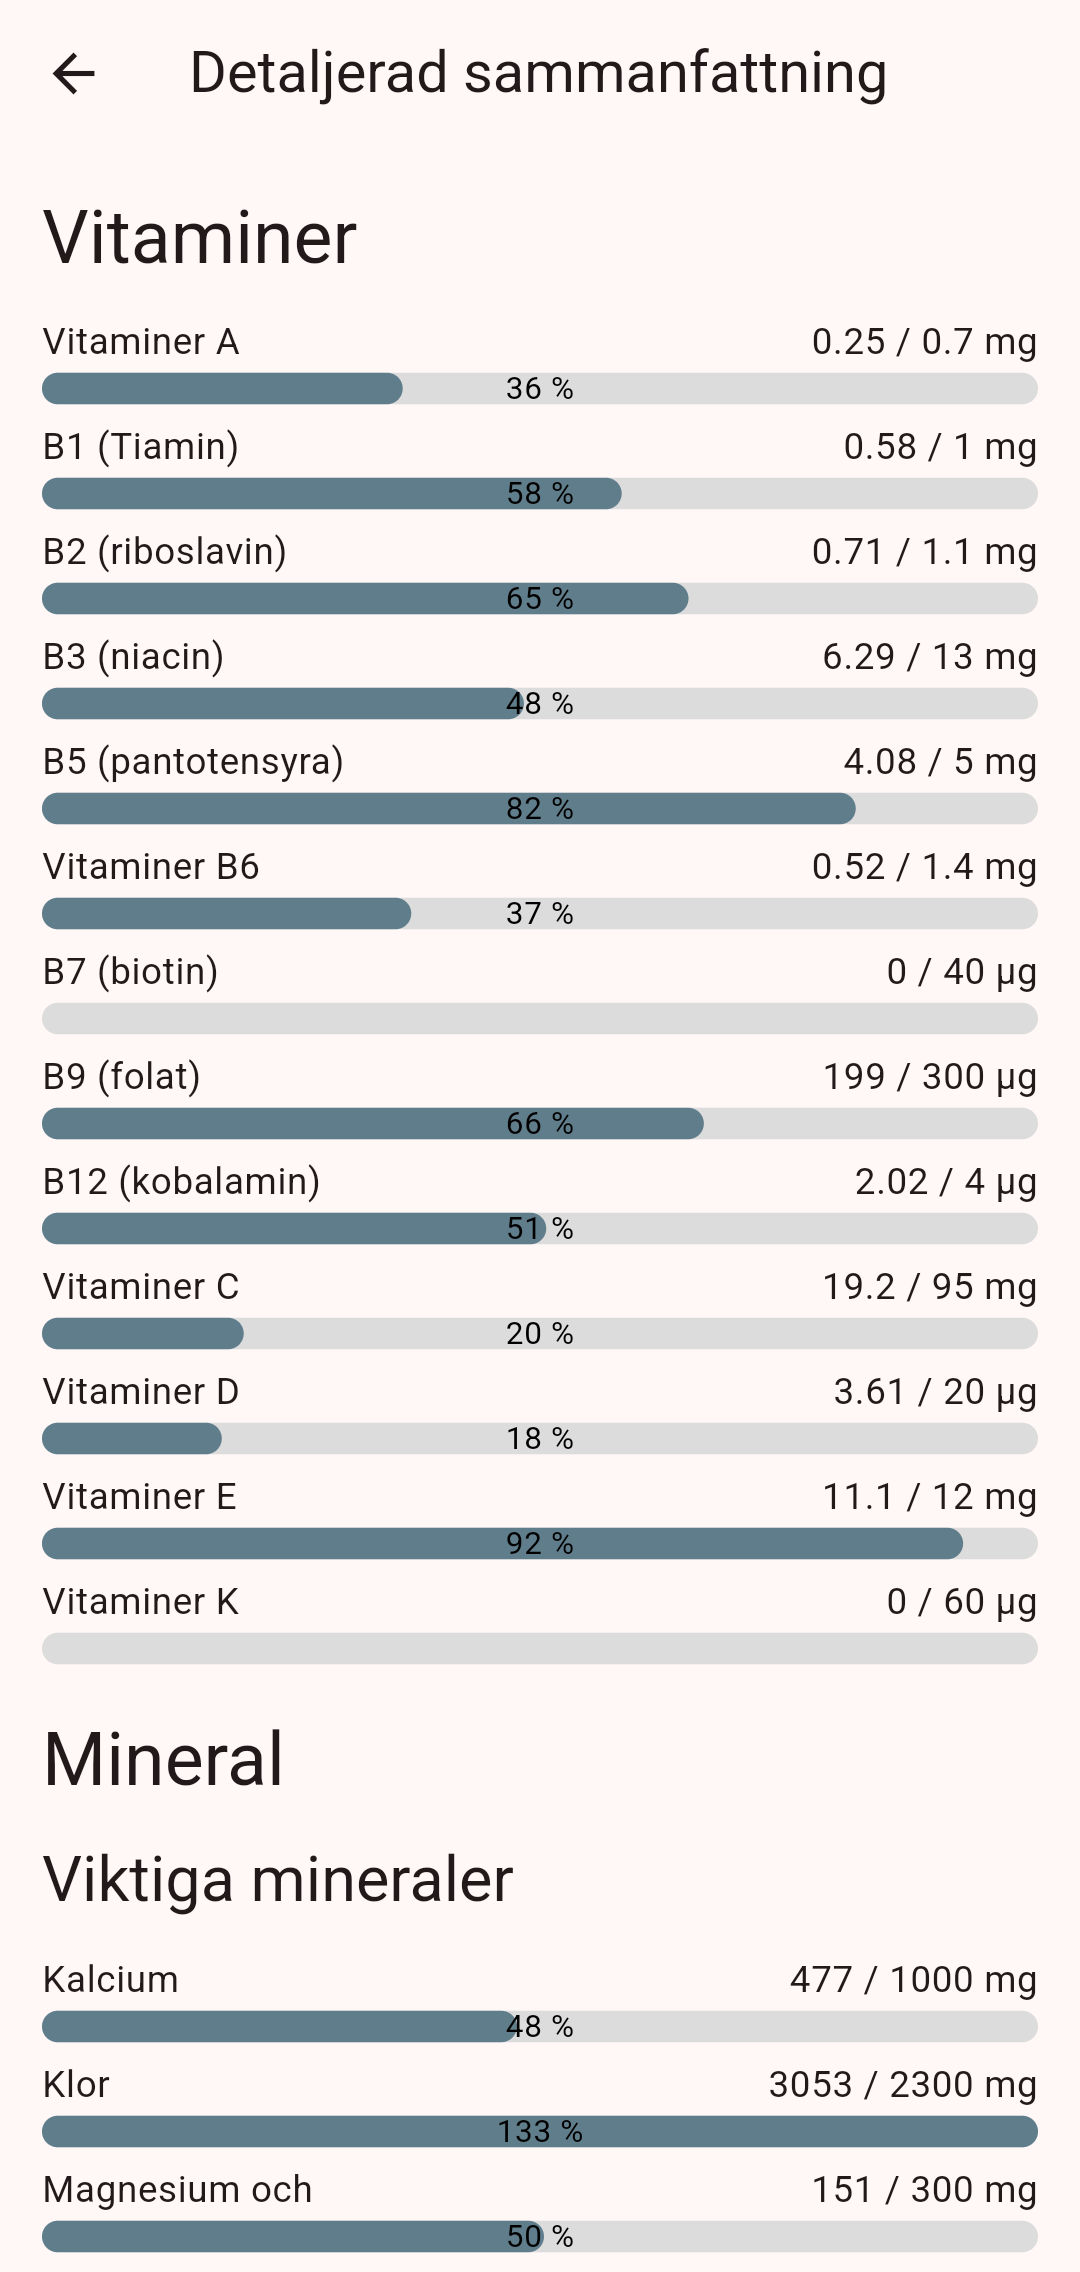 Detaljerad sammanfattning
Vitaminer
Vitaminer A 0.25 / 0.7 mg
36 %
B1 (Tiamin) 0.58 / 1 mg
58 %
B2 (riboslavin) 0.71 / 1.1 mg
65 %
B3 (niacin) 6.29 / 13 mg
48 %
B5 (pantotensyra) 4.08 / 5 mg
82 %
Vitaminer B6 0.52 / 1.4 mg
37 %
B7 (biotin) 0 / 40 µg
B9 (folat) 199 / 300 µg
66 %
B12 (kobalamin) 2.02 / 4 µg
51 %
Vitaminer C 19.2 / 95 mg
20 %
Vitaminer D 3.61 / 20 µg
18 %
Vitaminer E 11.1 / 12 mg
92 %
Vitaminer K 0 / 60 µg
Mineral
Viktiga mineraler
Kalcium 477 / 1000 mg
48 %
Klor 3053 / 2300 mg
133 %
Magnesium och 151 / 300 mg
50 %